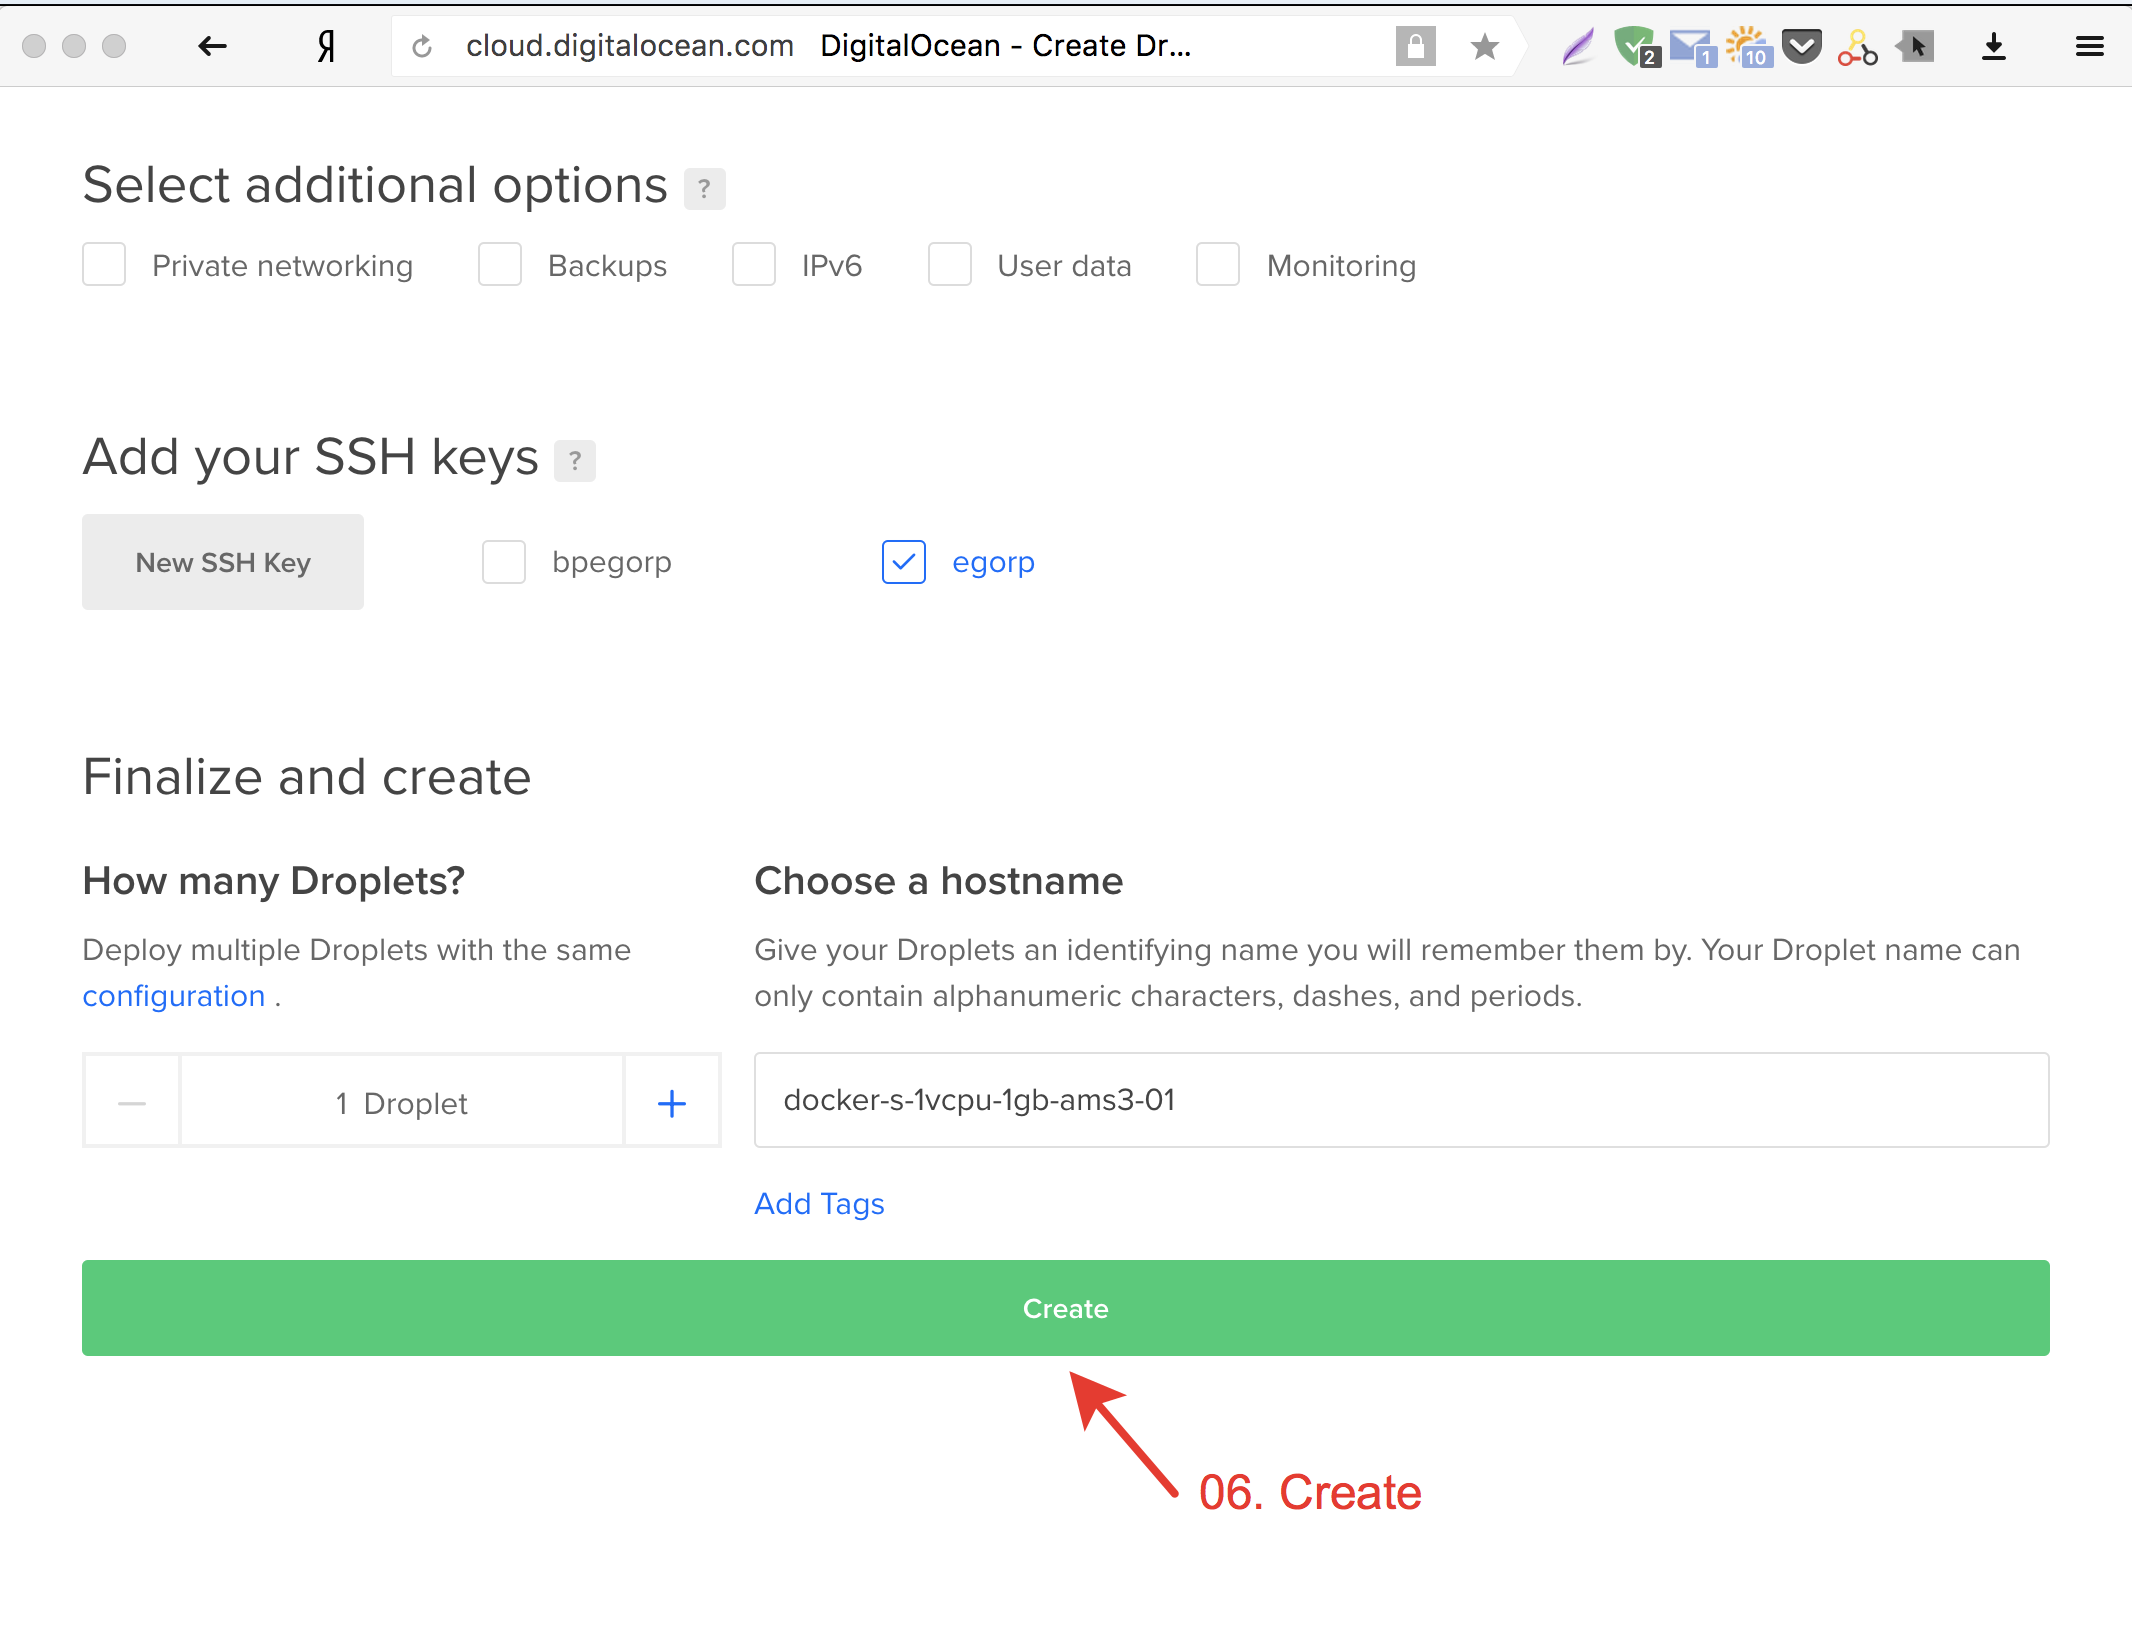 Я cloud.digitalocean.com DigitalOcean - Create Dr... 2 1 10
Select additional options ?
Private networking Backups IPv6 User data Monitoring
Add your SSH keys ?
New SSH Key bpegorp egorp
Finalize and create
How many Droplets?
Deploy multiple Droplets with the same
configuration .
1 Droplet
Choose a hostname
Give your Droplets an identifying name you will remember them by. Your Droplet name can
only contain alphanumeric characters, dashes, and periods.
docker-s-1vcpu-1gb-ams3-01
Add Tags
Create
06. Create